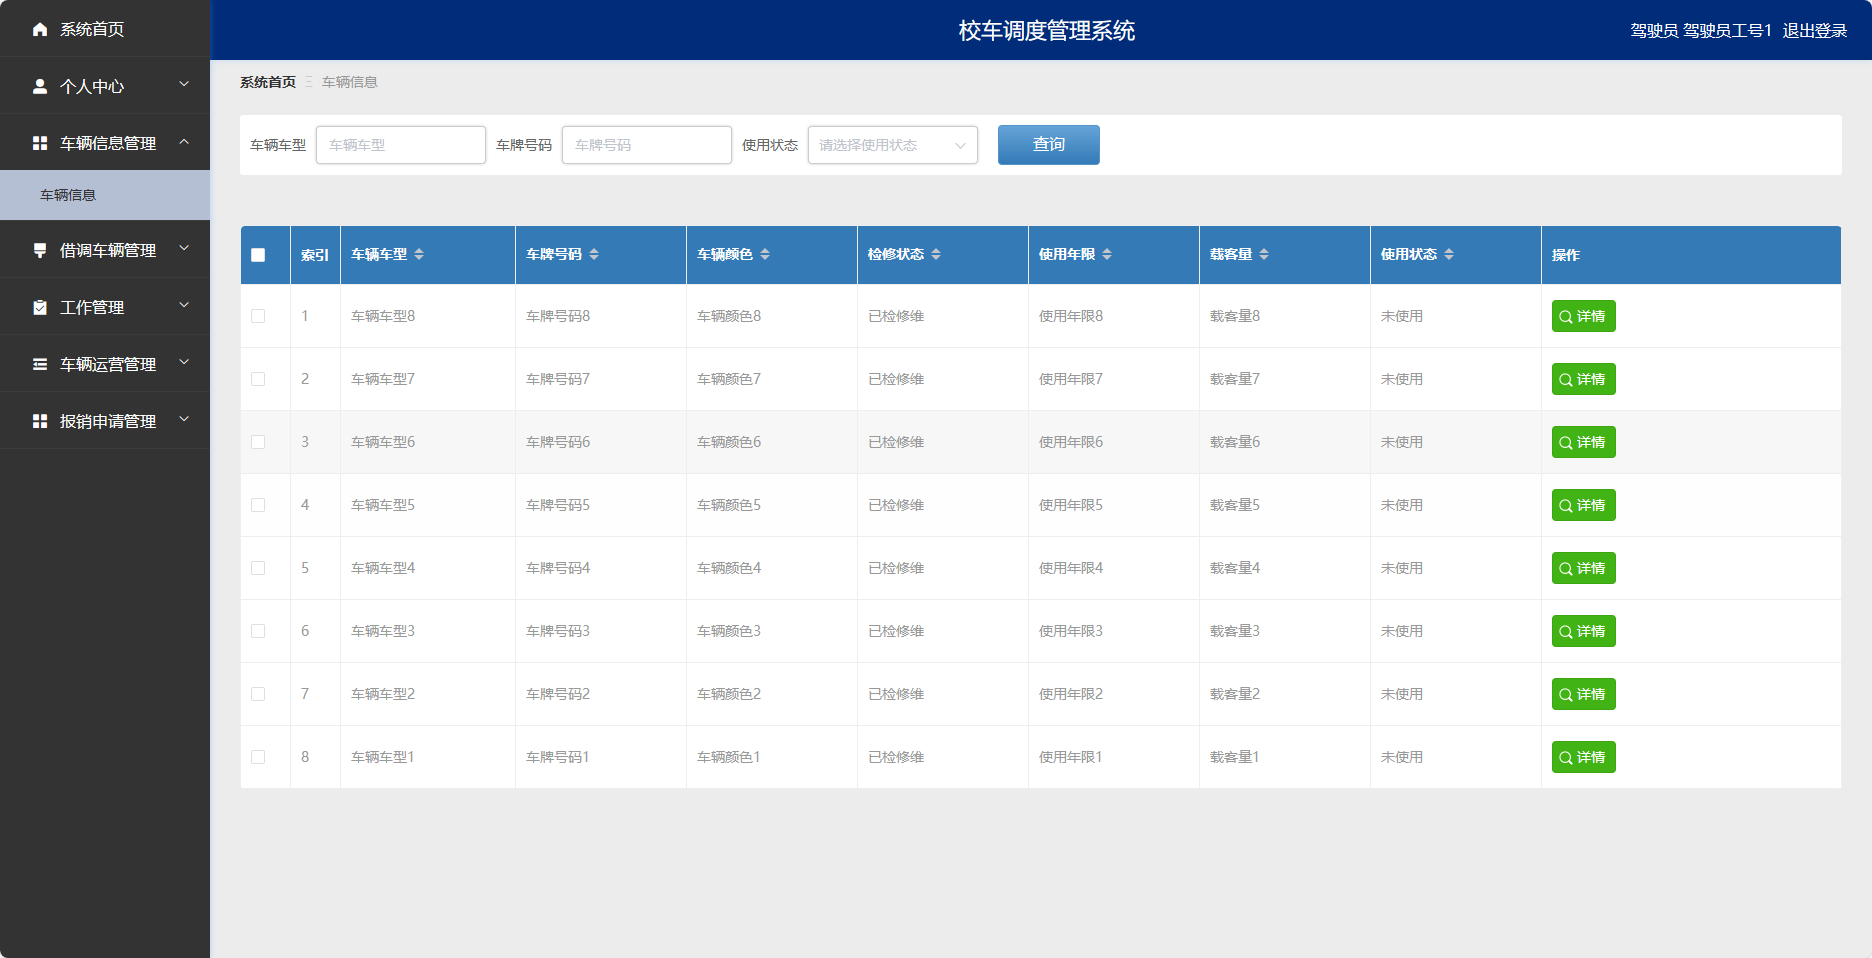 系统首页
个人中心
车辆信息管理
车辆信息
借调车辆管理
工作管理
车辆运营管理
报销申请管理
校车调度管理系统
驾驶员 驾驶员工号1 退出登录
系统首页 车辆信息
车辆车型 车辆车型 车牌号码 车牌号码 使用状态 请选择使用状态 查询
索引 车辆车型 车牌号码 车辆颜色 检修状态 使用年限 载客量 使用状态 操作
1 车辆车型8 车牌号码8 车辆颜色8 已检修维 使用年限8 载客量8 未使用 详情
2 车辆车型7 车牌号码7 车辆颜色7 已检修维 使用年限7 载客量7 未使用 详情
3 车辆车型6 车牌号码6 车辆颜色6 已检修维 使用年限6 载客量6 未使用 详情
4 车辆车型5 车牌号码5 车辆颜色5 已检修维 使用年限5 载客量5 未使用 详情
5 车辆车型4 车牌号码4 车辆颜色4 已检修维 使用年限4 载客量4 未使用 详情
6 车辆车型3 车牌号码3 车辆颜色3 已检修维 使用年限3 载客量3 未使用 详情
7 车辆车型2 车牌号码2 车辆颜色2 已检修维 使用年限2 载客量2 未使用 详情
8 车辆车型1 车牌号码1 车辆颜色1 已检修维 使用年限1 载客量1 未使用 详情